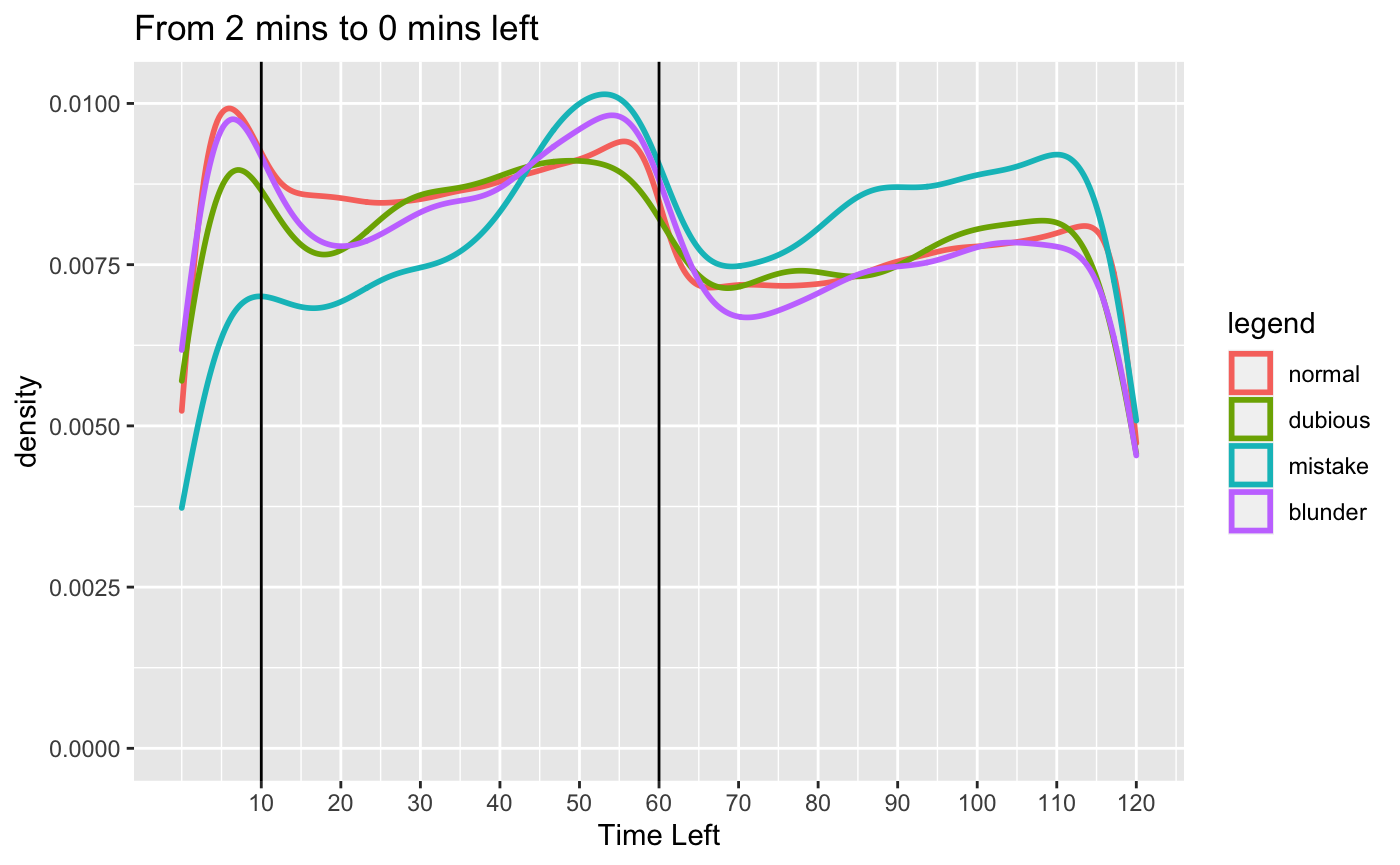 From 2 mins to 0 mins left
0.0100
0.0075
0.0050
0.0025
0.0000
density
10 20 30 40 50 60 70 80 90 100 110 120
Time Left
legend
normal
dubious
mistake
blunder